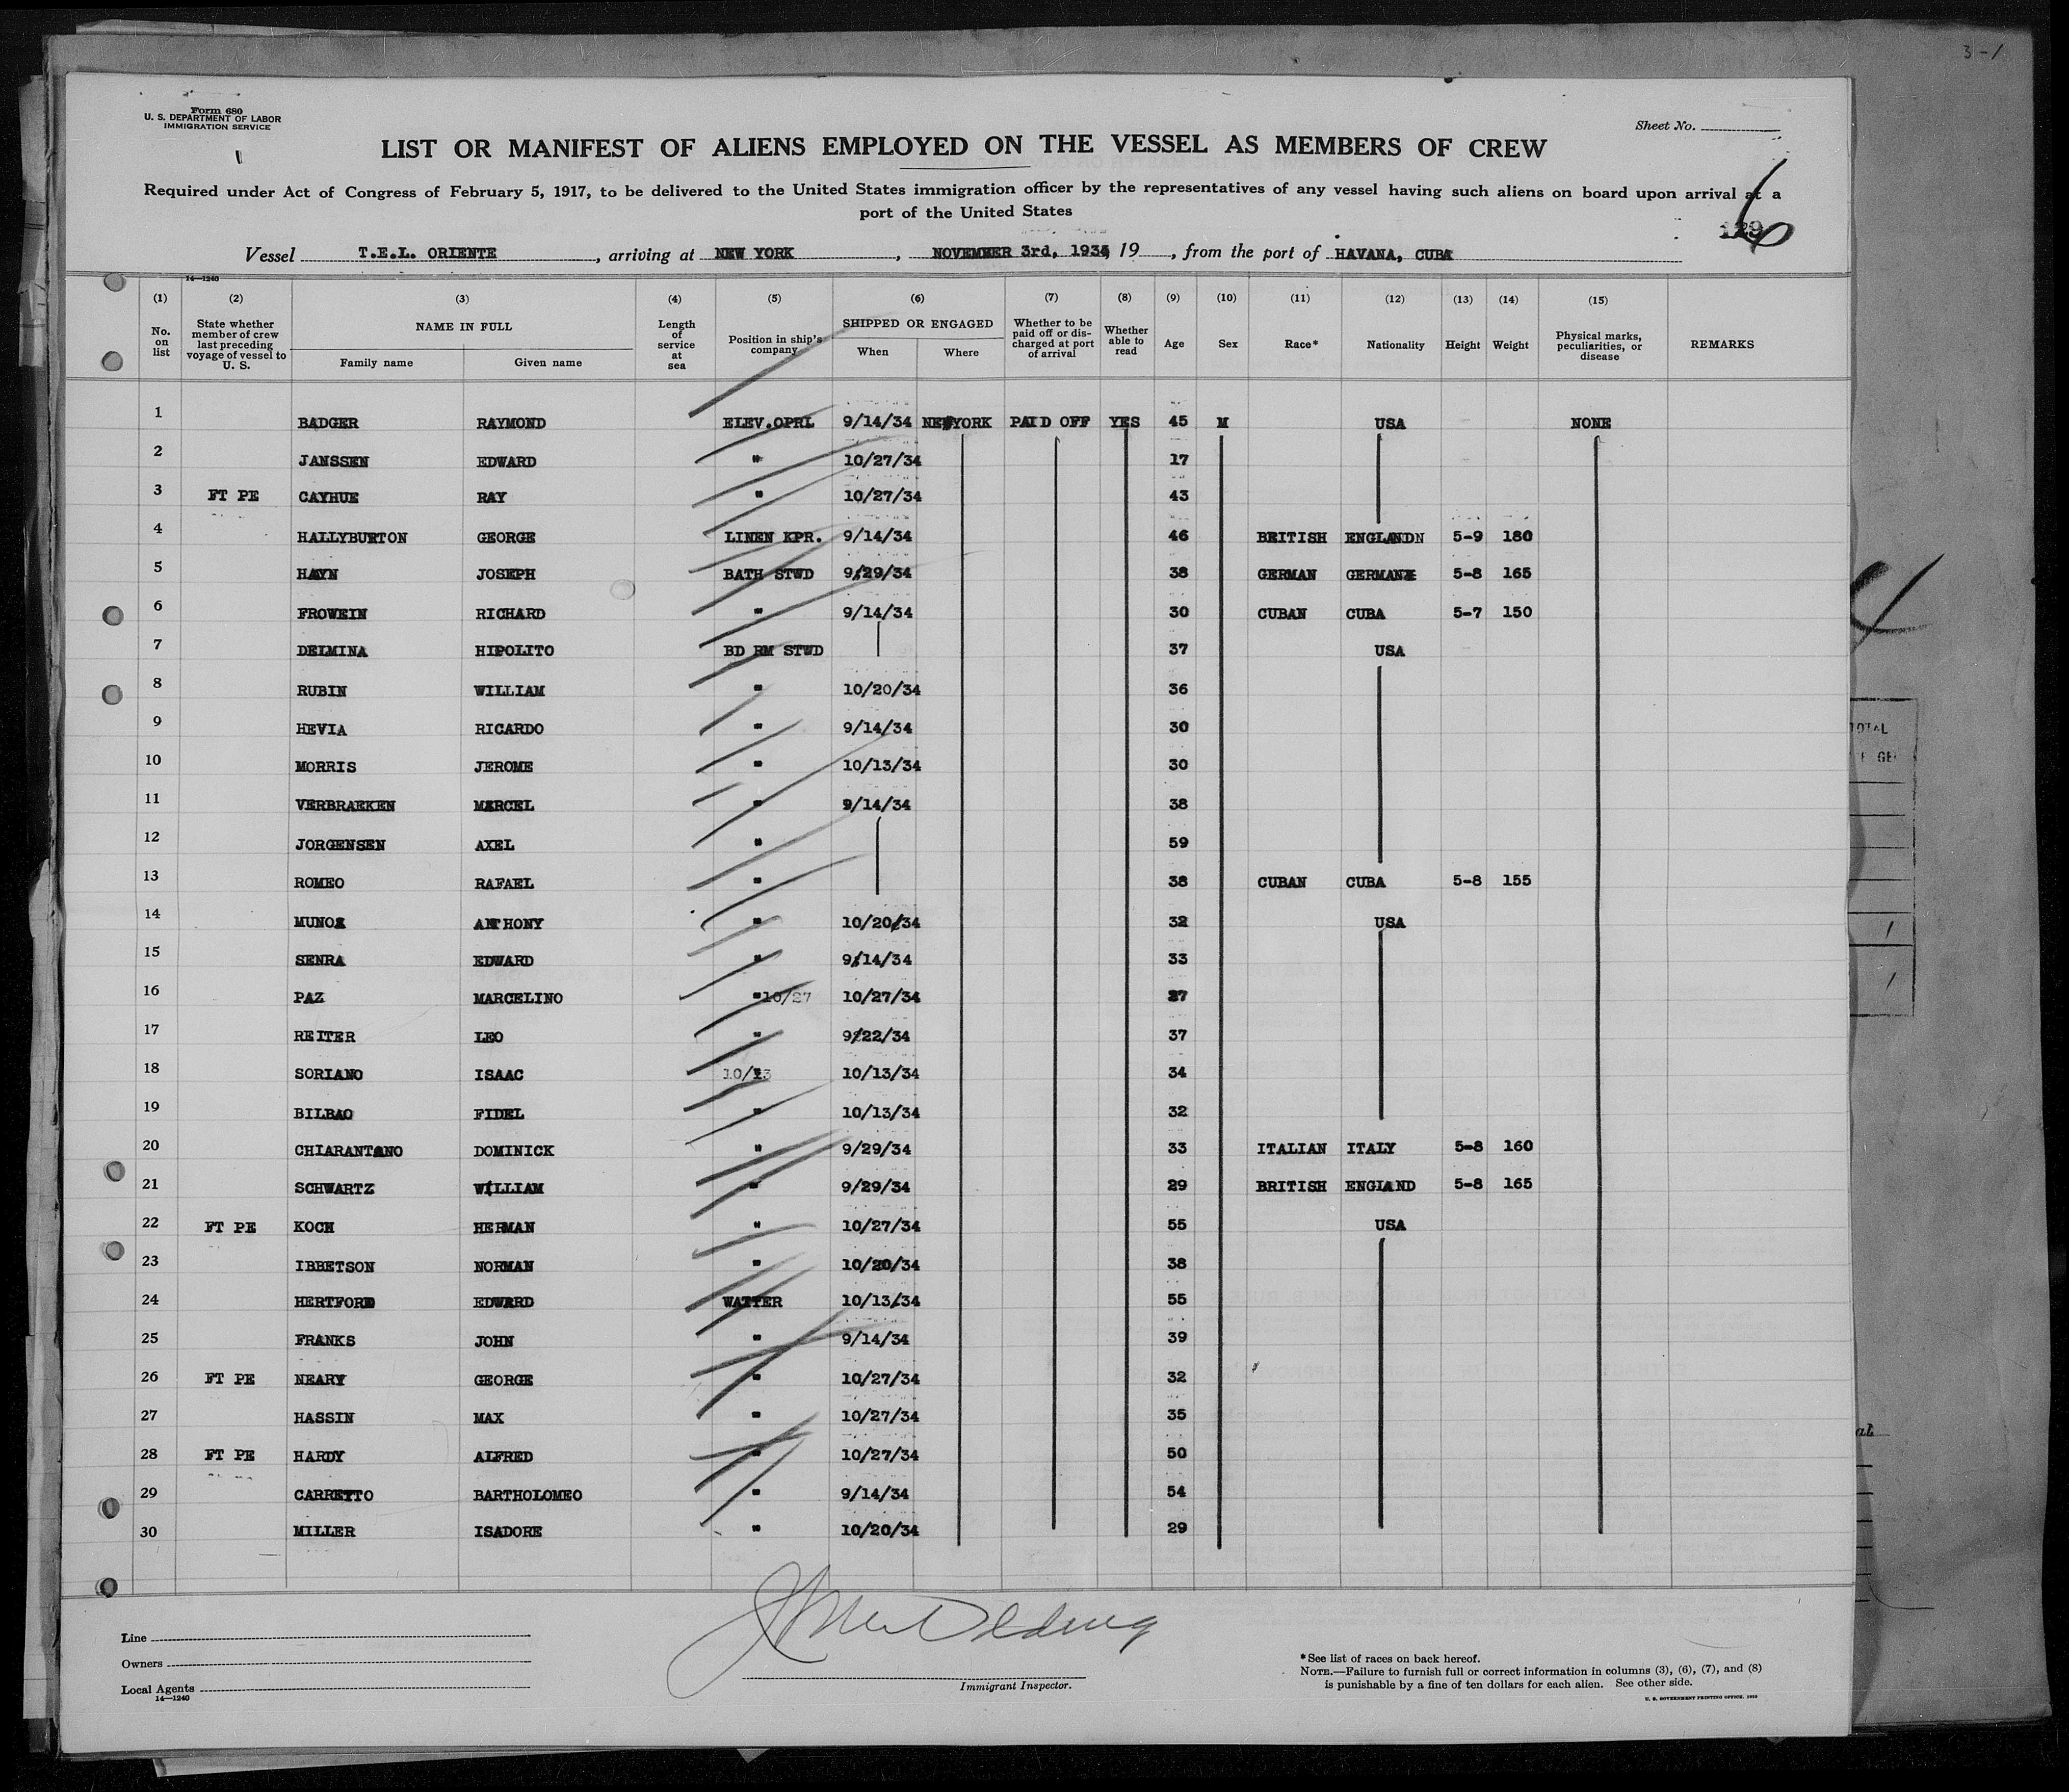 3-1
Form 680
U. S. DEPARTMENT OF LABOR
IMMIGRATION SERVICE
Sheet No.
LIST OR MANIFEST OF ALIENS EMPLOYED ON THE VESSEL AS MEMBERS OF CREW
Required under Act of Congress of February 5, 1917, to be delivered to the United States immigration officer by the representatives of any vessel having such aliens on board upon arrival at a
port of the United States
129
6
Vessel T.E.L. ORIENTE, arriving at NEW YORK, NOVEMBER 3rd, 1934, 19, from the port of HAVANA, CUBA
14—1240
(1) (2) (3) (4) (5) (6) (7) (8) (9) (10) (11) (12) (13) (14) (15)
No. on list
State whether member of crew last preceding voyage of vessel to U. S.
NAME IN FULL
Family name
Given name
Length of service at sea
Position in ship's company
SHIPPED OR ENGAGED
When
Where
Whether to be paid off or discharged at port of arrival
Whether able to read
Age
Sex
Race*
Nationality
Height
Weight
Physical marks, peculiarities, or disease
REMARKS
1 BADGER RAYMOND ELEV.OPRL 9/14/34 NEW YORK PAID OFF YES 45 M USA NONE
2 JANSSEN EDWARD " 10/27/34 17
3 FT PE CAYHUE RAY " 10/27/34 43
4 HALLYBURTON GEORGE LINEN KPR. 9/14/34 46 BRITISH ENGLANDN 5-9 180
5 HAYN JOSEPH BATH STWD 9/29/34 38 GERMAN GERMAN 5-8 165
6 FROWEIN RICHARD " 9/14/34 30 CUBAN CUBA 5-7 150
7 DELMINA HIPOLITO BD RM STWD 37 USA
8 RUBIN WILLIAM " 10/20/34 36
9 HEVIA RICARDO " 9/14/34 30
10 MORRIS JEROME " 10/13/34 30
11 VERBRAEKEN MARCEL " 9/14/34 38
12 JORGENSEN AXEL " 59
13 ROMEO RAFAEL " 38 CUBAN CUBA 5-8 155
14 MUNOZ ANTHONY " 10/20/34 32 USA
15 SENRA EDWARD " 9/14/34 33
16 PAZ MARCELINO " 10/27 10/27/34 27
17 REITER LEO " 9/22/34 37
18 SORIANO ISAAC 10/13 10/13/34 34
19 BILBAO FIDEL " 10/13/34 32
20 CHIARANTANO DOMINICK " 9/29/34 33 ITALIAN ITALY 5-8 160
21 SCHWARTZ WILLIAM " 9/29/34 29 BRITISH ENGLAND 5-8 165
22 FT PE KOCH HERMAN " 10/27/34 55 USA
23 IBBETSON NORMAN " 10/20/34 38
24 HERTFORD EDWRD WAITER 10/13/34 55
25 FRANKS JOHN " 9/14/34 39
26 FT PE NEARY GEORGE " 10/27/34 32
27 HASSIN MAX " 10/27/34 35
28 FT PE HARDY ALFRED " 10/27/34 50
29 CARRETTO BARTHOLOMEO " 9/14/34 54
30 MILLER ISADORE " 10/20/34 29
Line
Owners
Local Agents
14—1240
Immigrant Inspector.
*See list of races on back hereof.
NOTE.—Failure to furnish full or correct information in columns (3), (6), (7), and (8)
is punishable by a fine of ten dollars for each alien. See other side.
U. S. GOVERNMENT PRINTING OFFICE